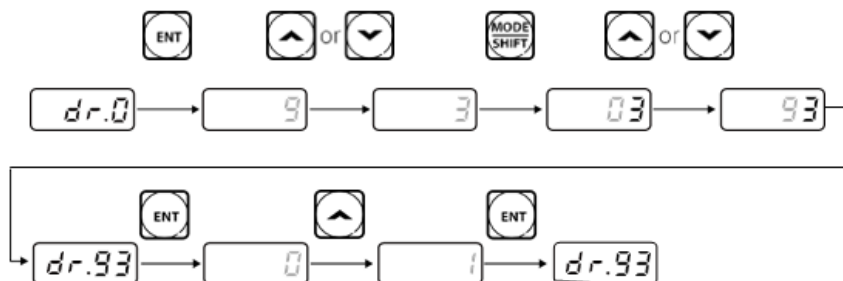 ENT or MODE SHIFT or
dr.0 9 3 03 93
ENT ENT
dr.93 0 1 dr.93